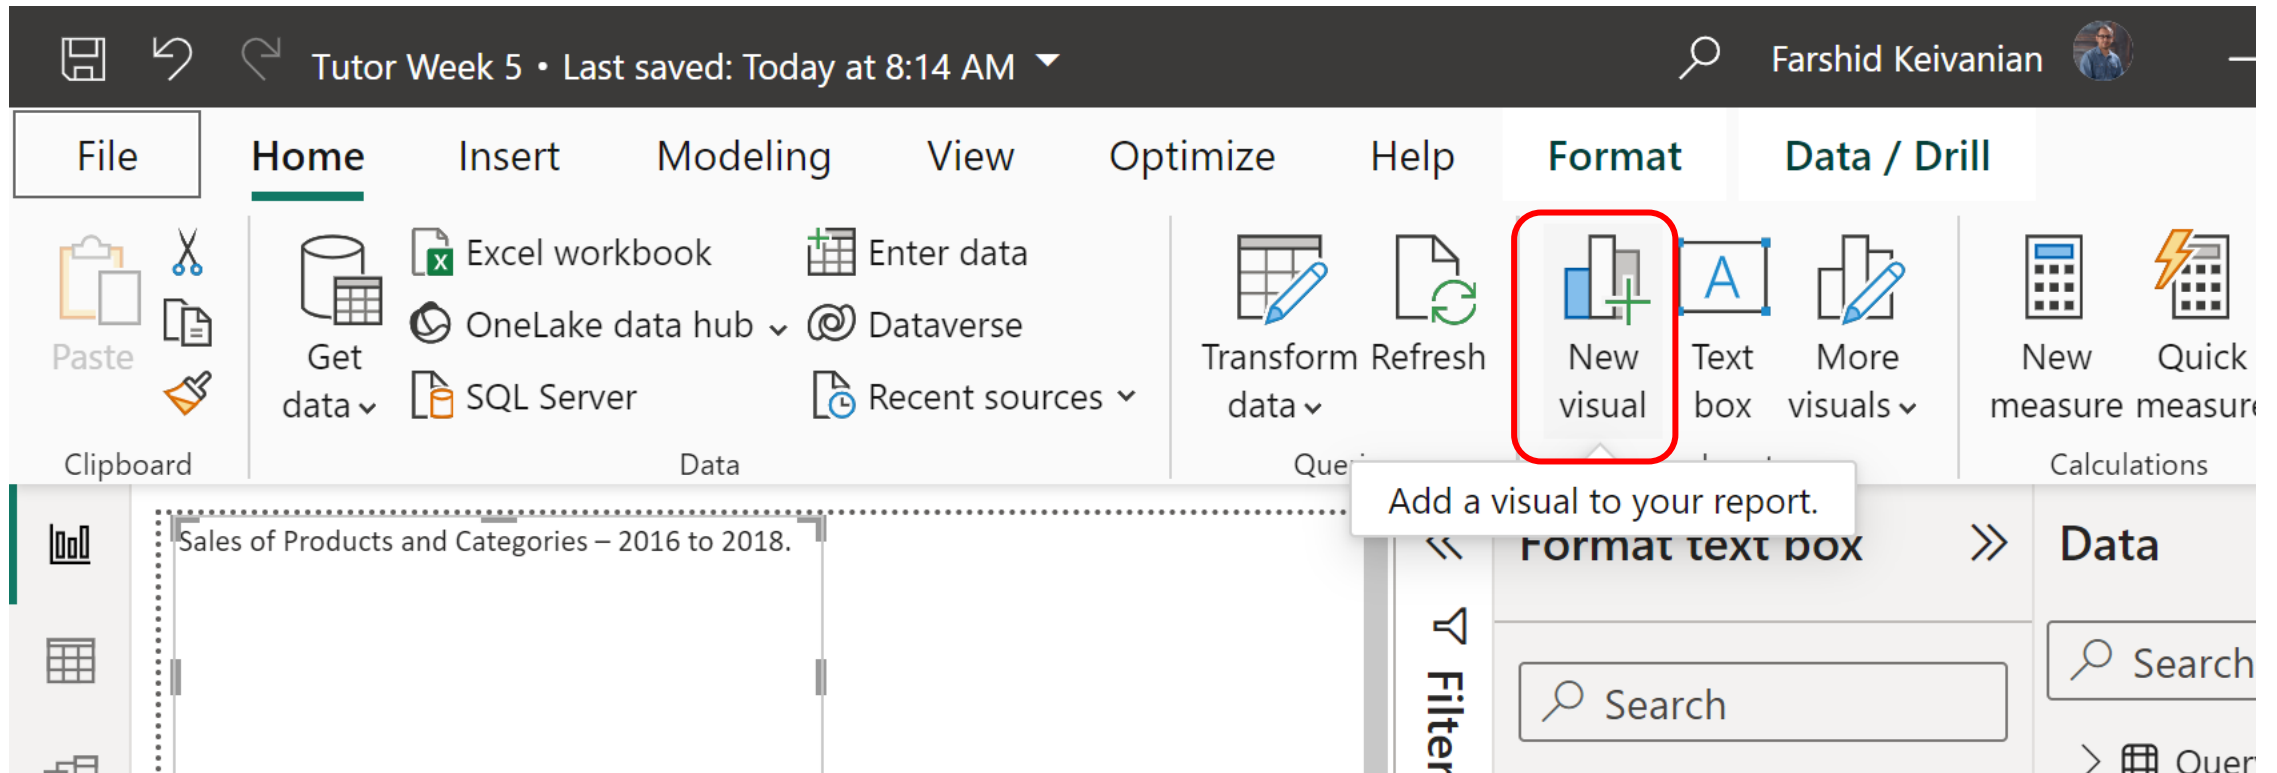 Tutor Week 5 • Last saved: Today at 8:14 AM
Farshid Keivanian
File Home Insert Modeling View Optimize Help Format Data / Drill
Paste
Clipboard
Get
data
Excel workbook
OneLake data hub
SQL Server
Enter data
Dataverse
Recent sources
Data
Transform
data
Refresh
New
visual
Text
box
More
visuals
New
measure
Quick
measure
Calculations
Add a visual to your report.
Sales of Products and Categories – 2016 to 2018.
Filter
Format text box
Search
Data
Search